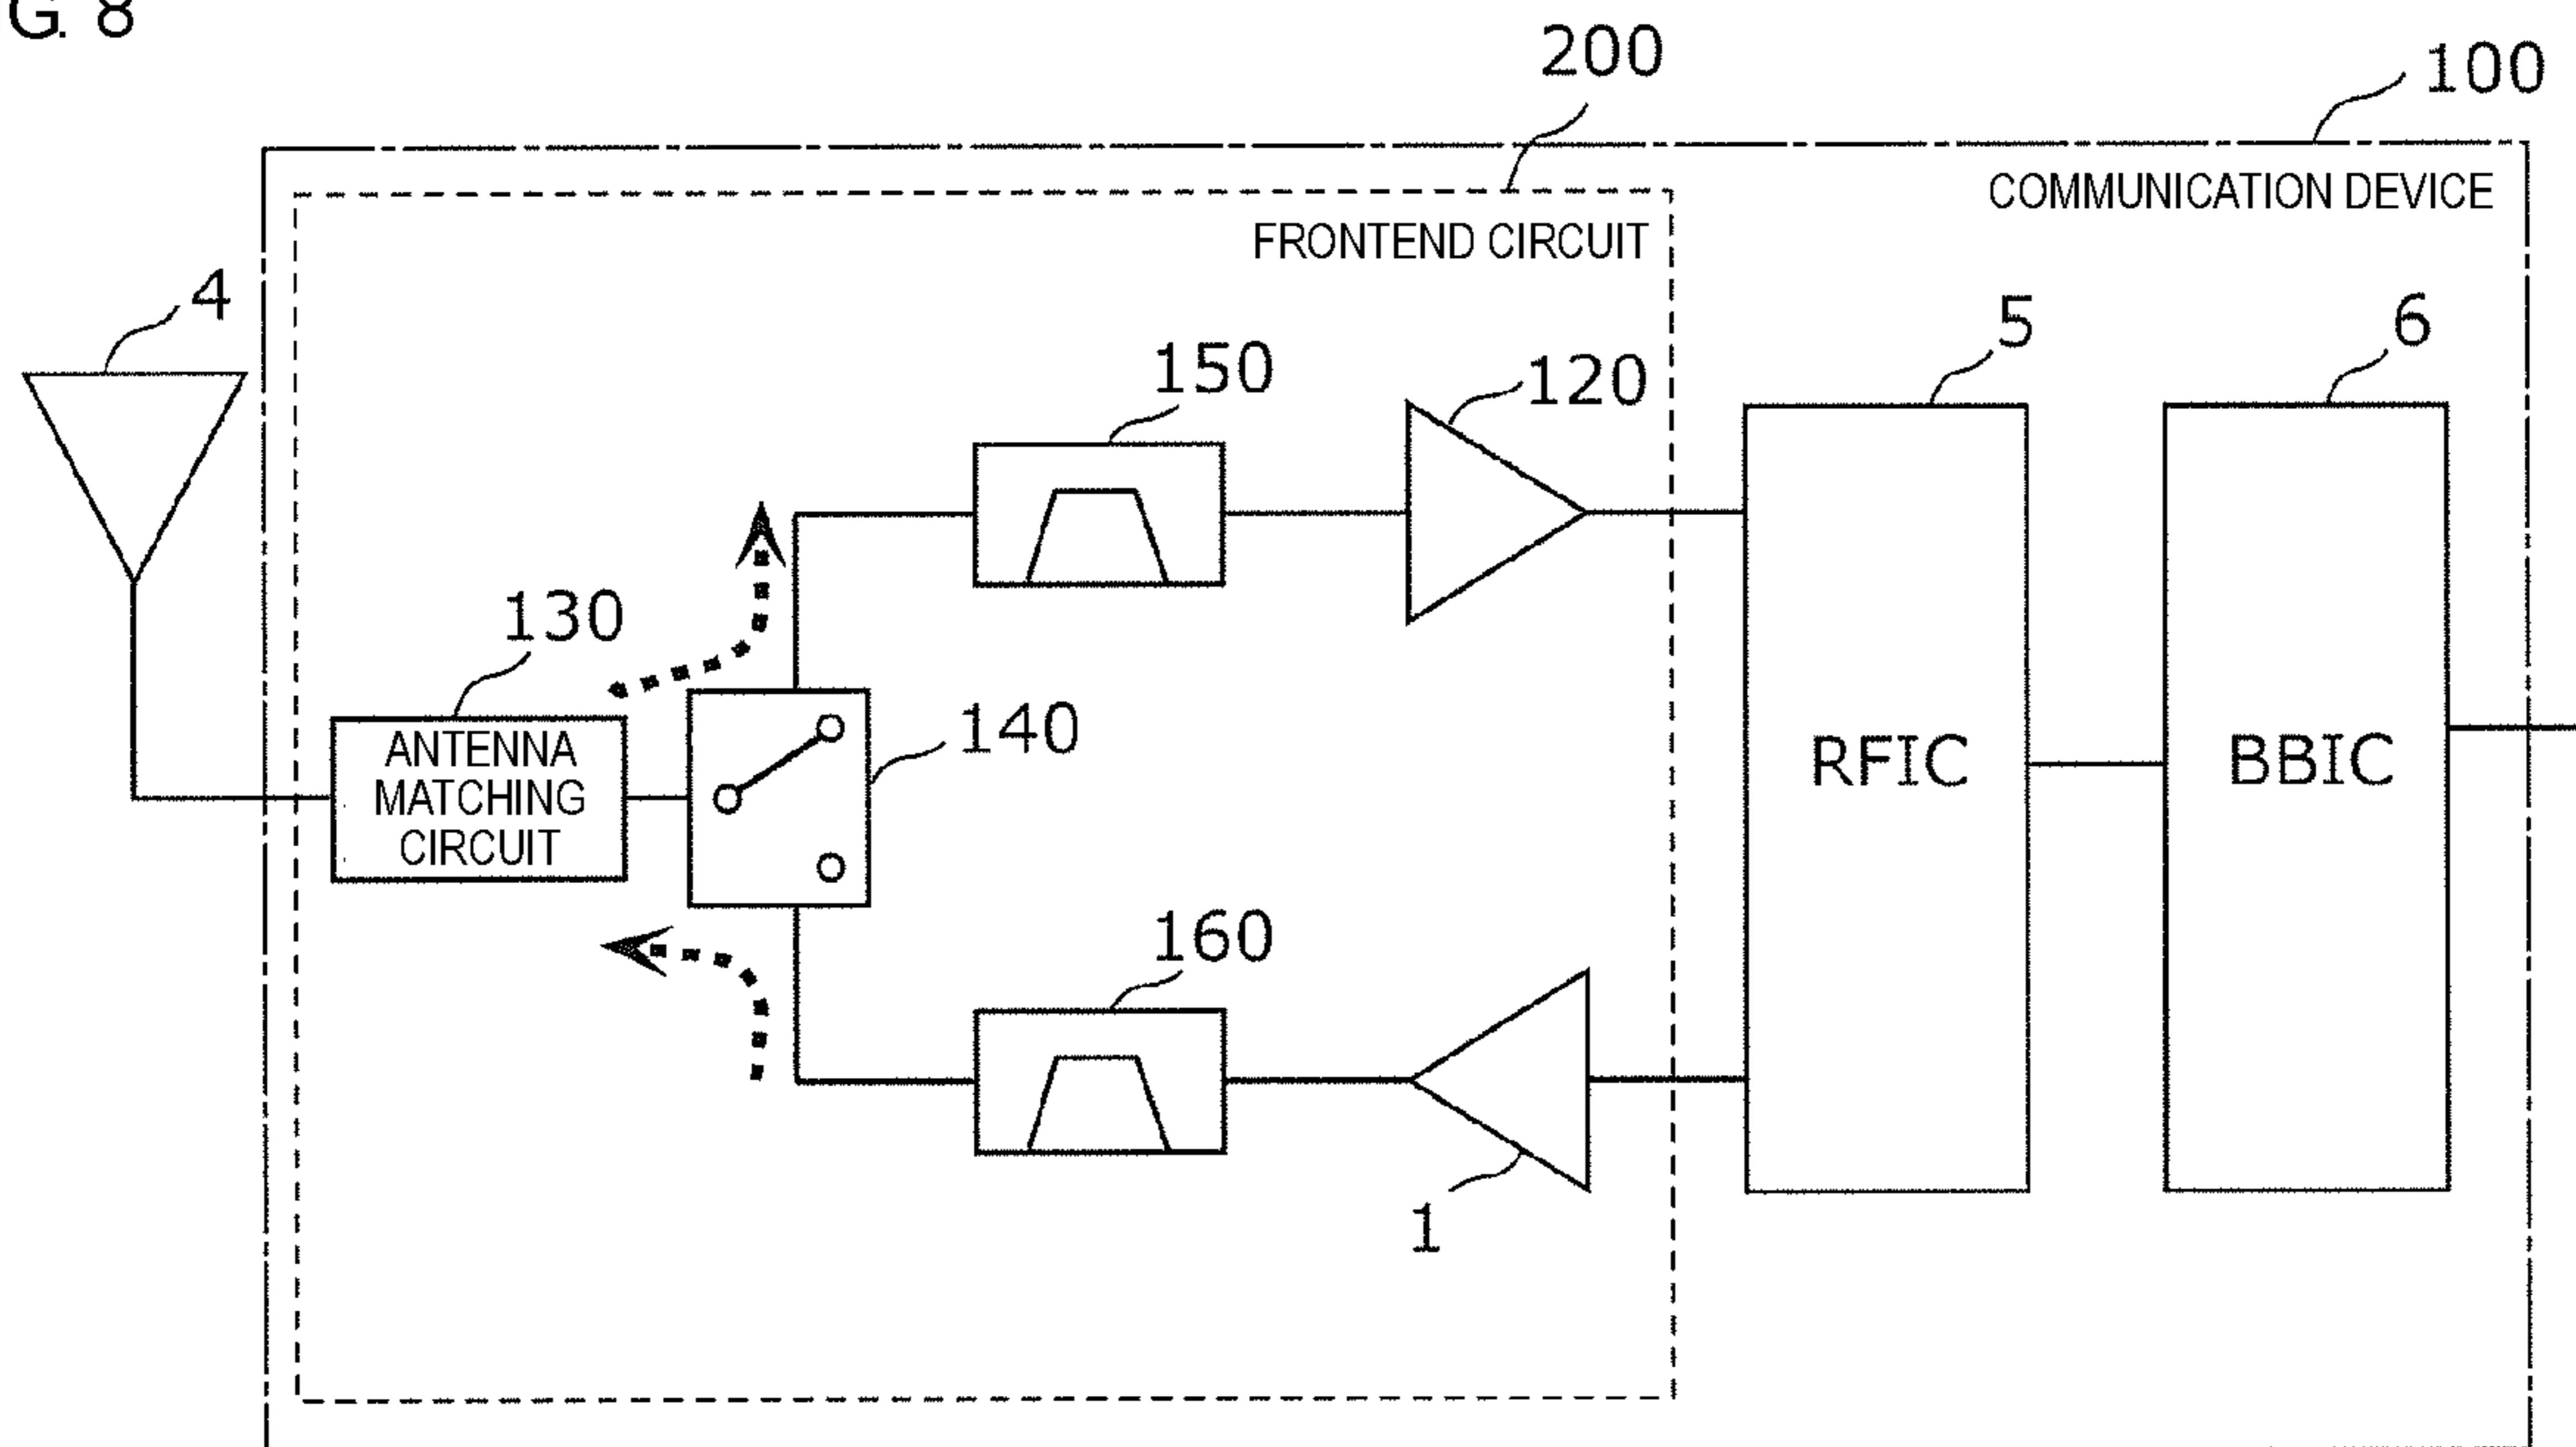 G. 8
200
100
COMMUNICATION DEVICE
FRONTEND CIRCUIT
4
5
6
150
120
130
140
ANTENNA
MATCHING
CIRCUIT
RFIC
BBIC
160
1